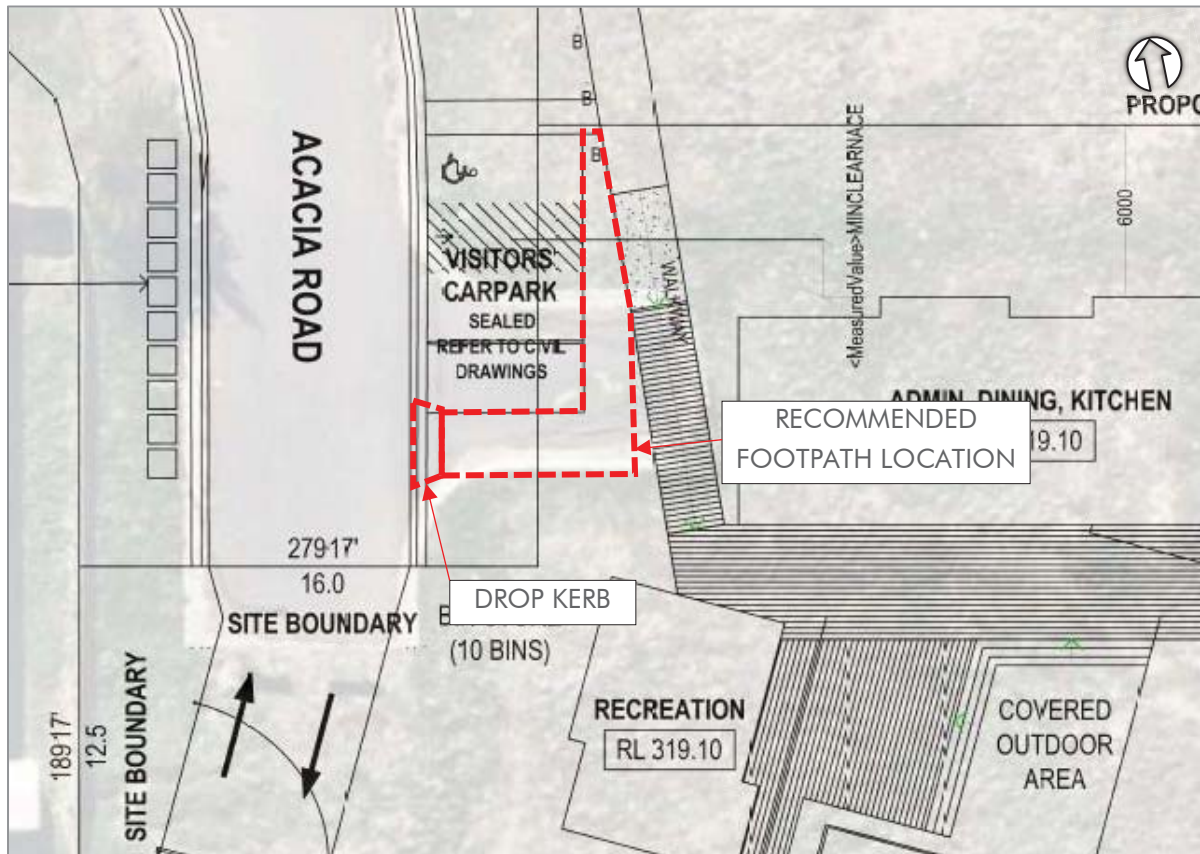 B
B
B
PROPO
ACACIA ROAD
<MeasuredValue>MINCLEARNACE
6000
VISITORS'
CARPARK
SEALED
REFER TO CIVIL
DRAWINGS
WALKWAY
ADMIN, DINING, KITCHEN
19.10
RECOMMENDED
FOOTPATH LOCATION
27917'
16.0
SITE BOUNDARY
DROP KERB
(10 BINS)
18917'
12.5
SITE BOUNDARY
RECREATION
RL 319.10
COVERED
OUTDOOR
AREA